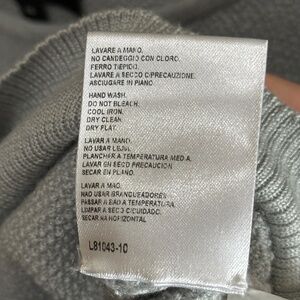 LAVARE A MANO.
NO CANDEGGIO CON CLORO.
FERRO TIEPIDO.
LAVARE A SECCO C/PRECAUZIONE.
ASCIUGARE IN PIANO.
HAND WASH.
DO NOT BLEACH.
COOL IRON.
DRY CLEAN
DRY FLAT.
LAVAR A MANO.
NO USAR LEJIA.
PLANCHAR A TEMPERATURA MEDIA.
LAVAR EN SECO PRECAUCION
SECAR EN PLANO.
LAVAR A MAO.
NAO USAR BRANQUEADORES
PASSAR A EAO A TEMPERATURA
LIMPAR A SECO C/CUIDADO.
SECAR NA HORIZONTAL
L81043-10